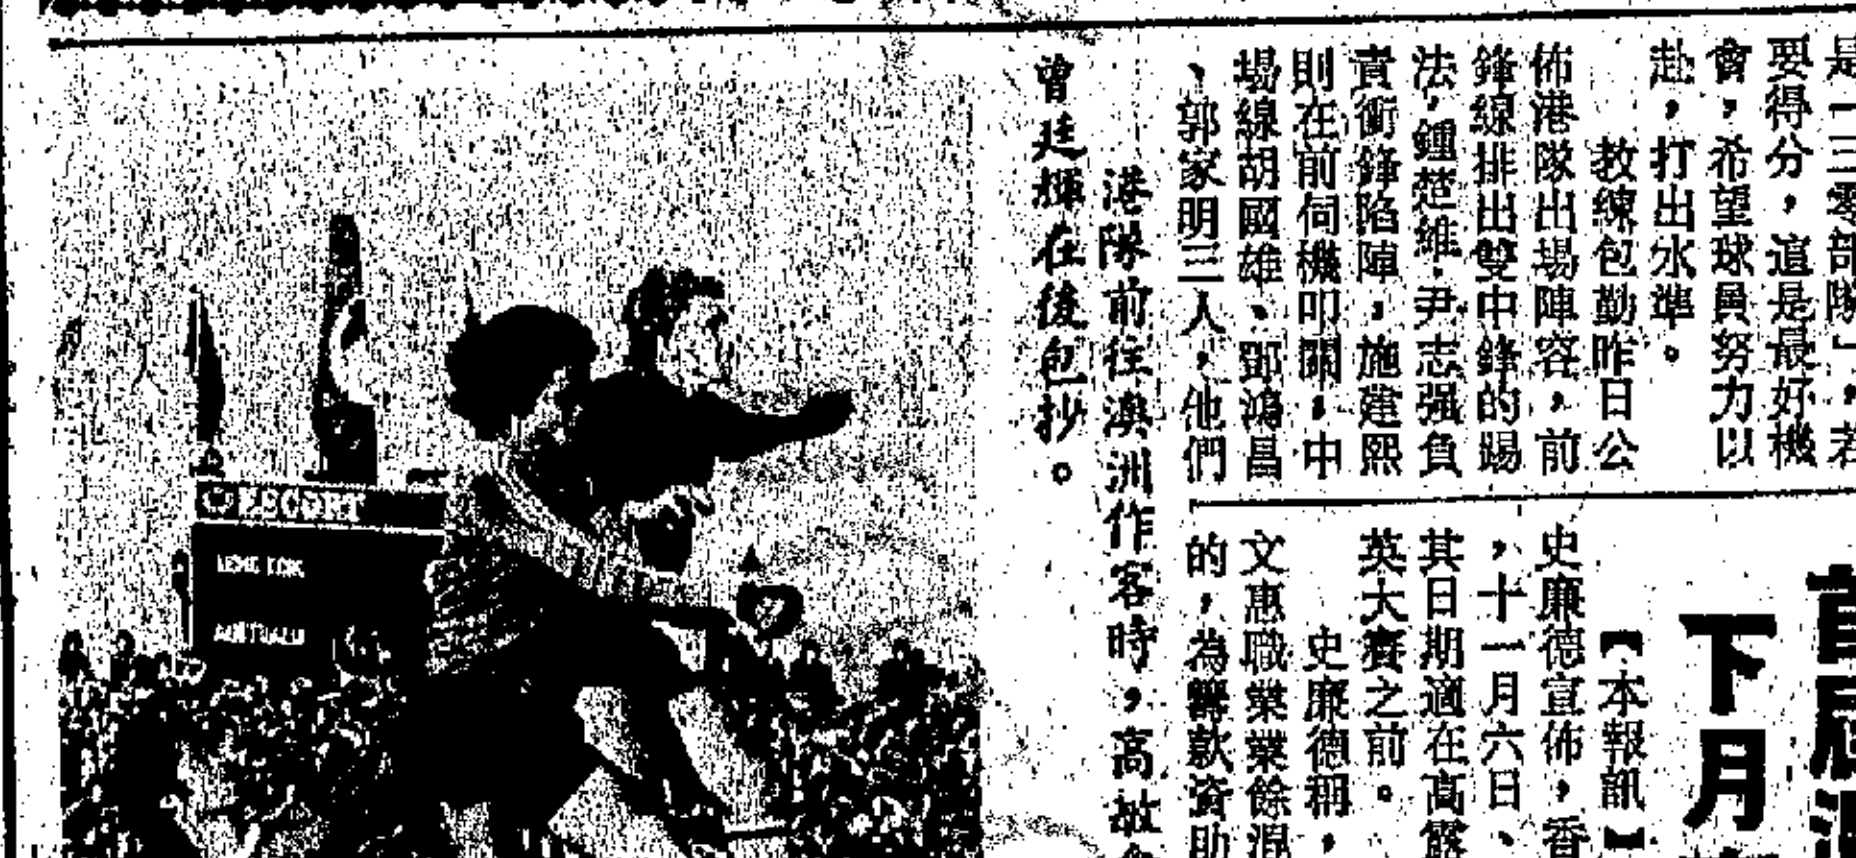 是一三零部隊」，若
要得分，這是最好機
會，希望球員努力以
赴，打出水準。
教練包勤昨日公
佈港隊出場陣容，前
鋒線排出雙中鋒的踢
法，鍾楚維、尹志强負
責衝鋒陷陣，施建熙
則在前伺機叩關，中
場線胡國雄、鄧鴻昌
、郭家明三人，他們
港隊前往澳洲作客時，高
曾廷輝在後包抄。
下月
【本報訊】
史廉德宣佈，香
，十一月六日、
其日期適在高
英大賽之前。
史廉德稱，
文惠職業業餘混
的，為籌款資助